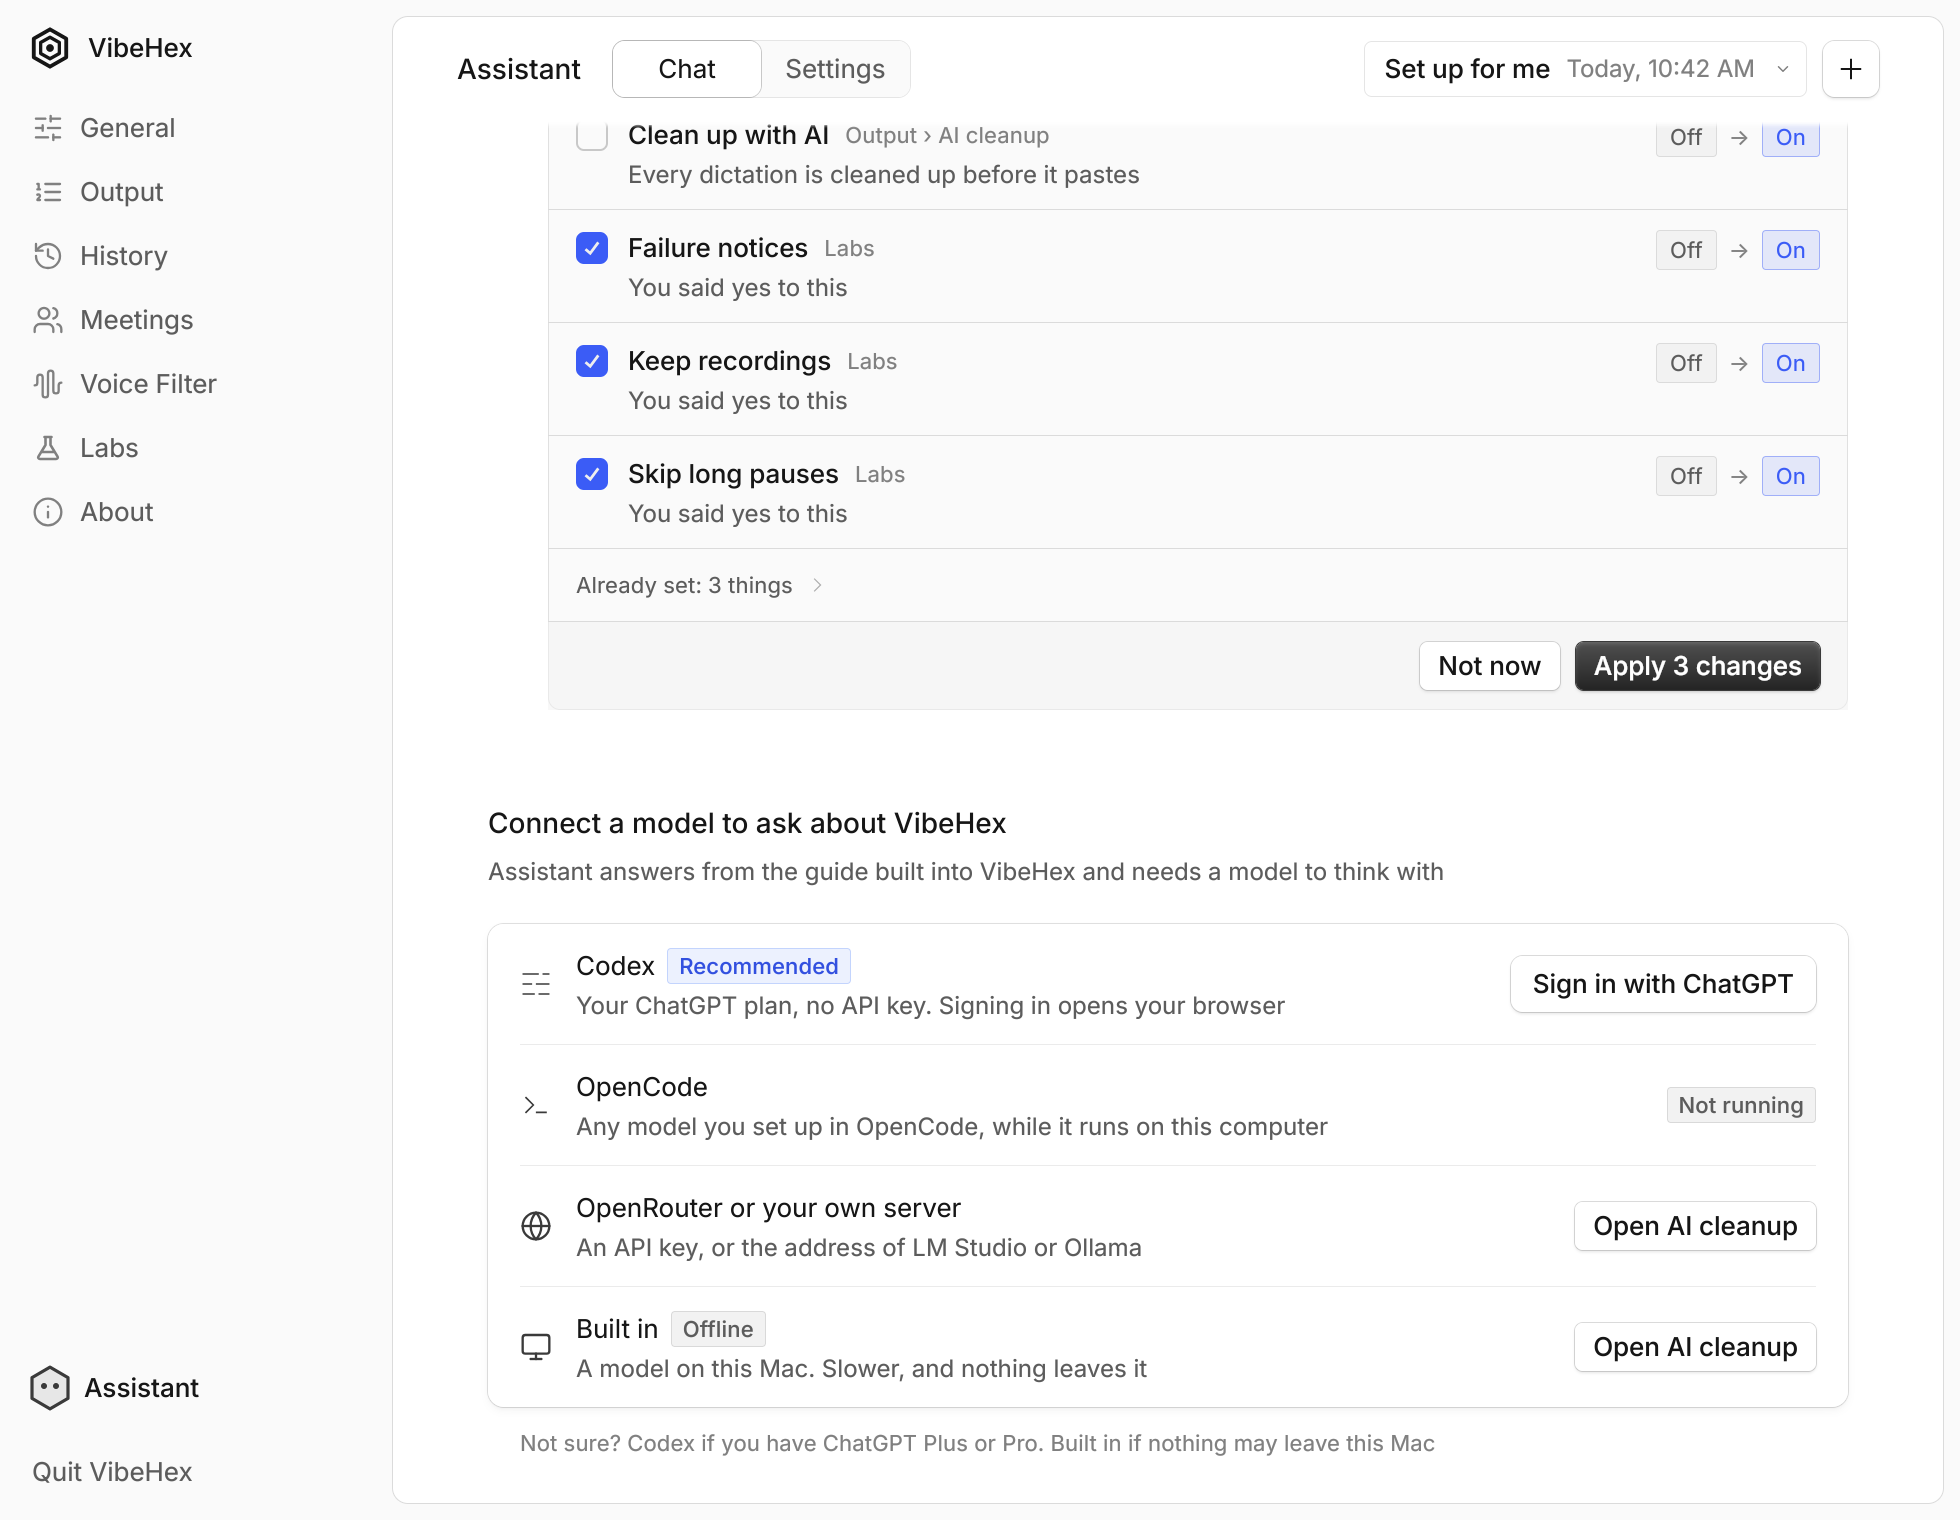 VibeHex
General
Output
History
Meetings
Voice Filter
Labs
About
Assistant
Quit VibeHex
Assistant
Chat
Settings
Set up for me Today, 10:42 AM
Clean up with AI Output › AI cleanup
Every dictation is cleaned up before it pastes
Off → On
Failure notices Labs
You said yes to this
Off → On
Keep recordings Labs
You said yes to this
Off → On
Skip long pauses Labs
You said yes to this
Off → On
Already set: 3 things
Not now
Apply 3 changes
Connect a model to ask about VibeHex
Assistant answers from the guide built into VibeHex and needs a model to think with
Codex Recommended
Your ChatGPT plan, no API key. Signing in opens your browser
Sign in with ChatGPT
OpenCode
Any model you set up in OpenCode, while it runs on this computer
Not running
OpenRouter or your own server
An API key, or the address of LM Studio or Ollama
Open AI cleanup
Built in Offline
A model on this Mac. Slower, and nothing leaves it
Open AI cleanup
Not sure? Codex if you have ChatGPT Plus or Pro. Built in if nothing may leave this Mac